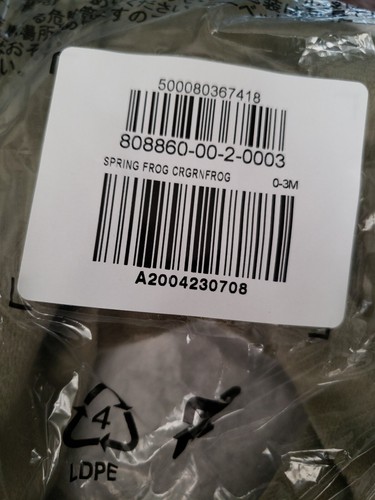 500080367418
808860-00-2-0003
SPRING FROG CRGRNFROG 0-3M
A2004230708
4
LDPE